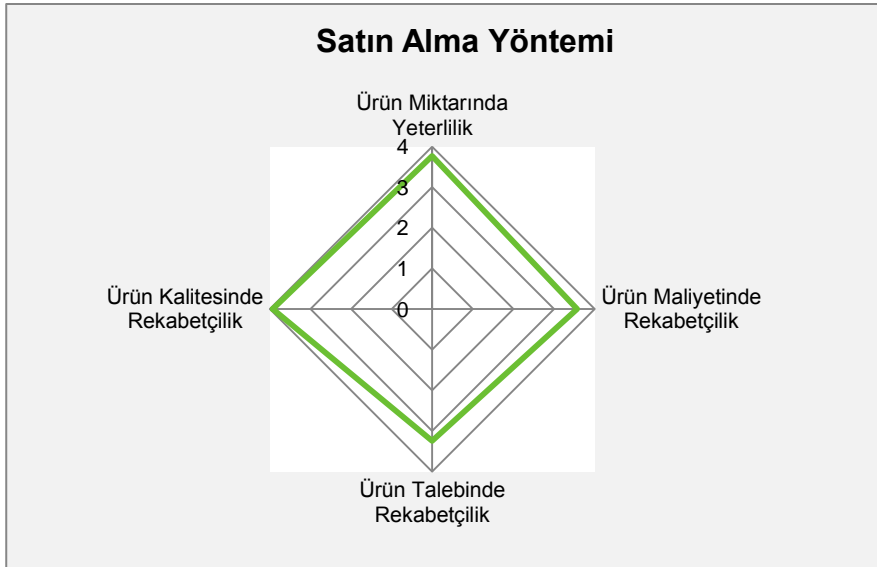 Satın Alma Yöntemi
Ürün Miktarında
Yeterlilik
4
3
2
1
0
Ürün Kalitesinde
Rekabetçilik
Ürün Maliyetinde
Rekabetçilik
Ürün Talebinde
Rekabetçilik